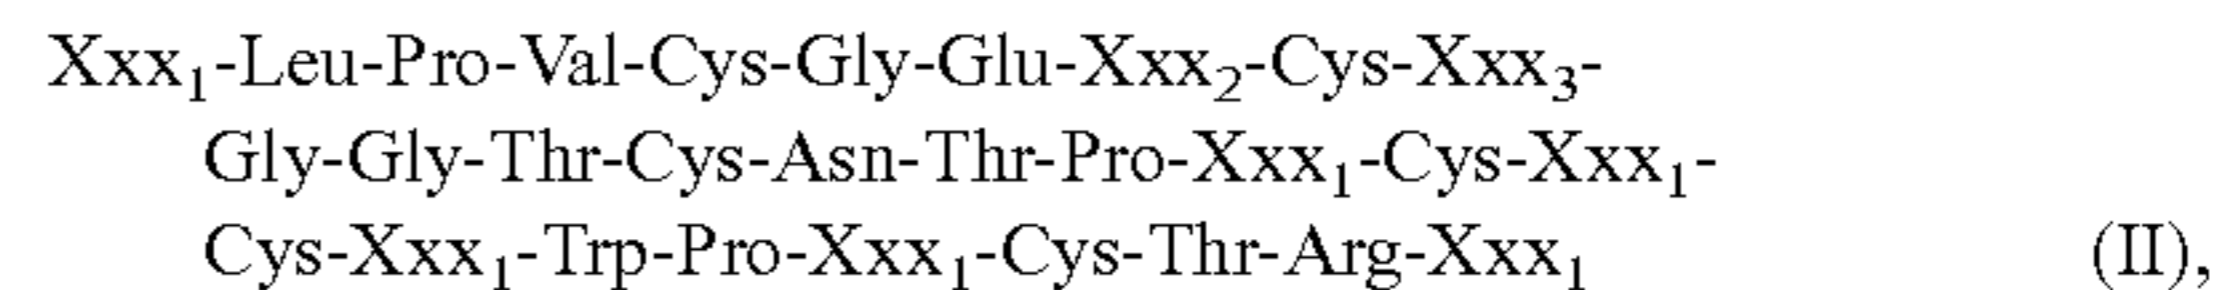 Xxx₁-Leu-Pro-Val-Cys-Gly-Glu-Xxx₂-Cys-Xxx₃-
Gly-Gly-Thr-Cys-Asn-Thr-Pro-Xxx₁-Cys-Xxx₁-
Cys-Xxx₁-Trp-Pro-Xxx₁-Cys-Thr-Arg-Xxx₁ (II),